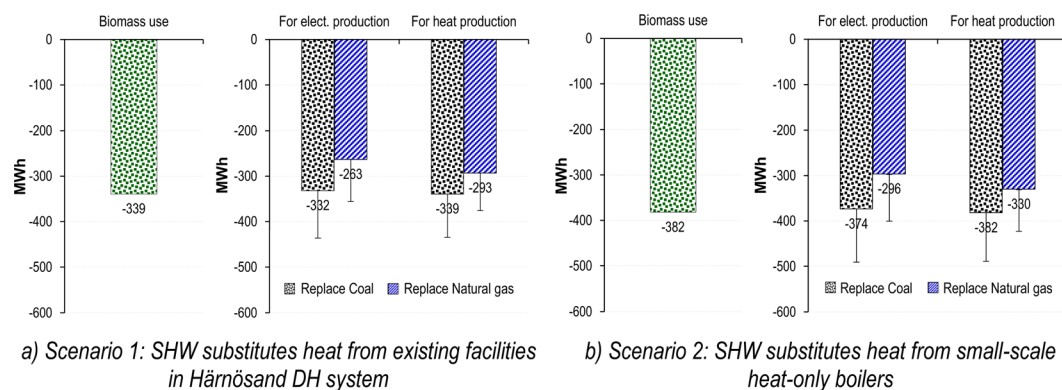 Biomass use
For elect. production
For heat production
0
-100
-200
-300
-400
-500
-600
MWh
-339
0
-100
-200
-300
-400
-500
-600
MWh
-332
-263
-339
-293
Replace Coal
Replace Natural gas
a) Scenario 1: SHW substitutes heat from existing facilities
in Härnösand DH system
Biomass use
For elect. production
For heat production
0
-100
-200
-300
-400
-500
-600
MWh
-382
0
-100
-200
-300
-400
-500
-600
MWh
-374
-296
-382
-330
Replace Coal
Replace Natural gas
b) Scenario 2: SHW substitutes heat from small-scale
heat-only boilers